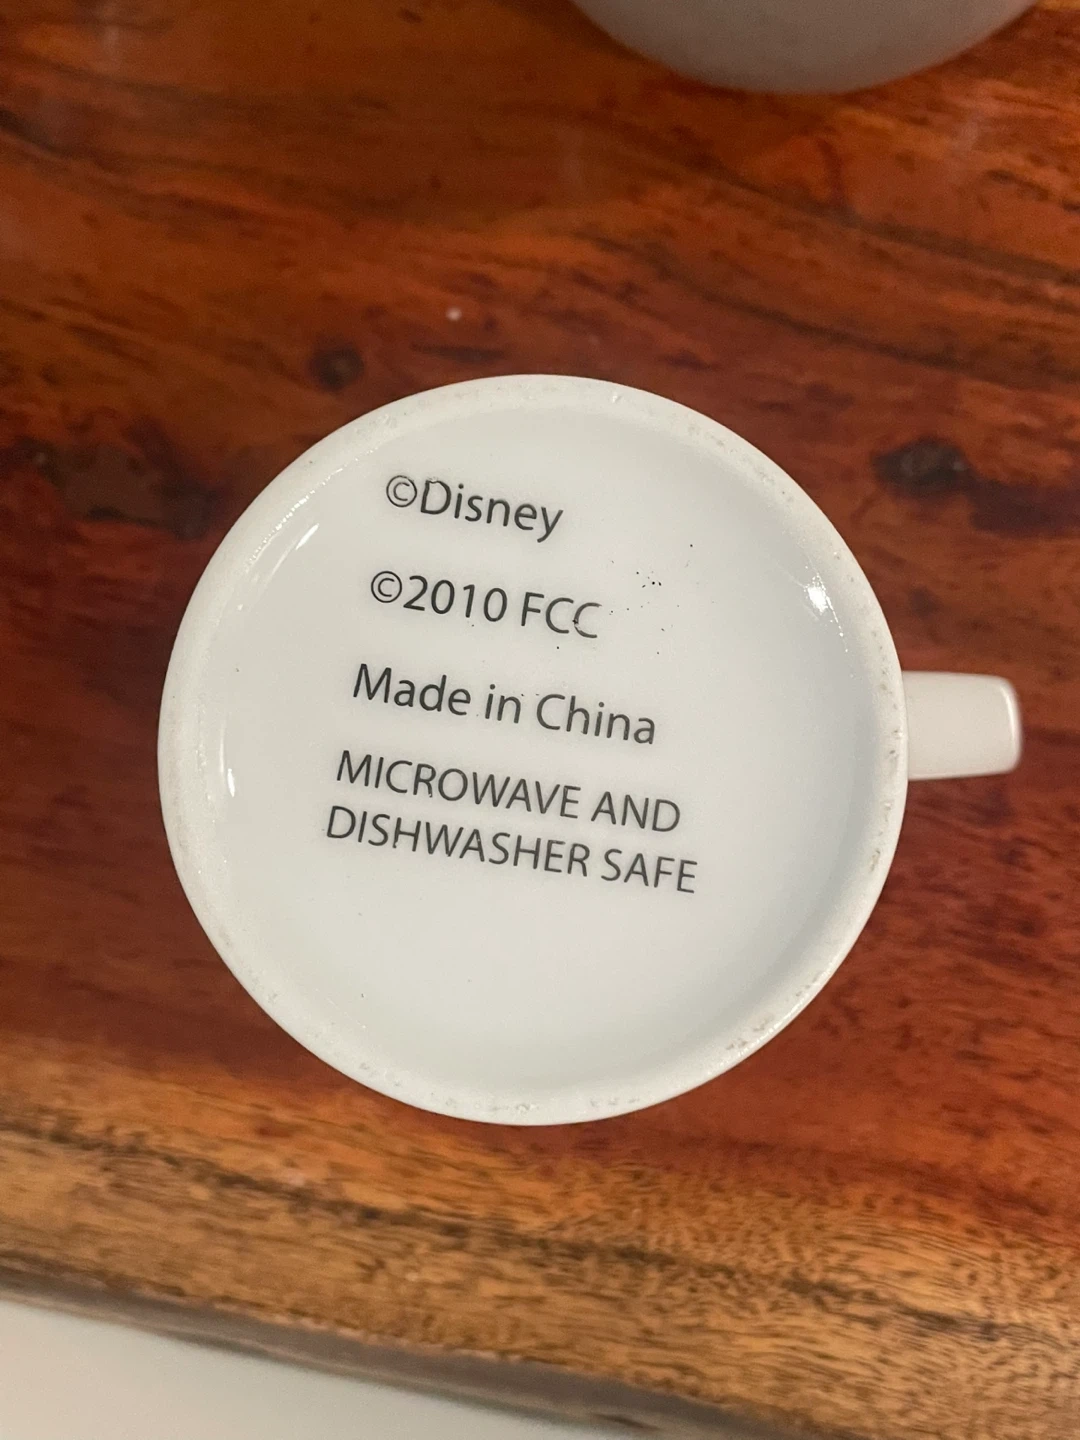 ©Disney
©2010 FCC
Made in China
MICROWAVE AND
DISHWASHER SAFE